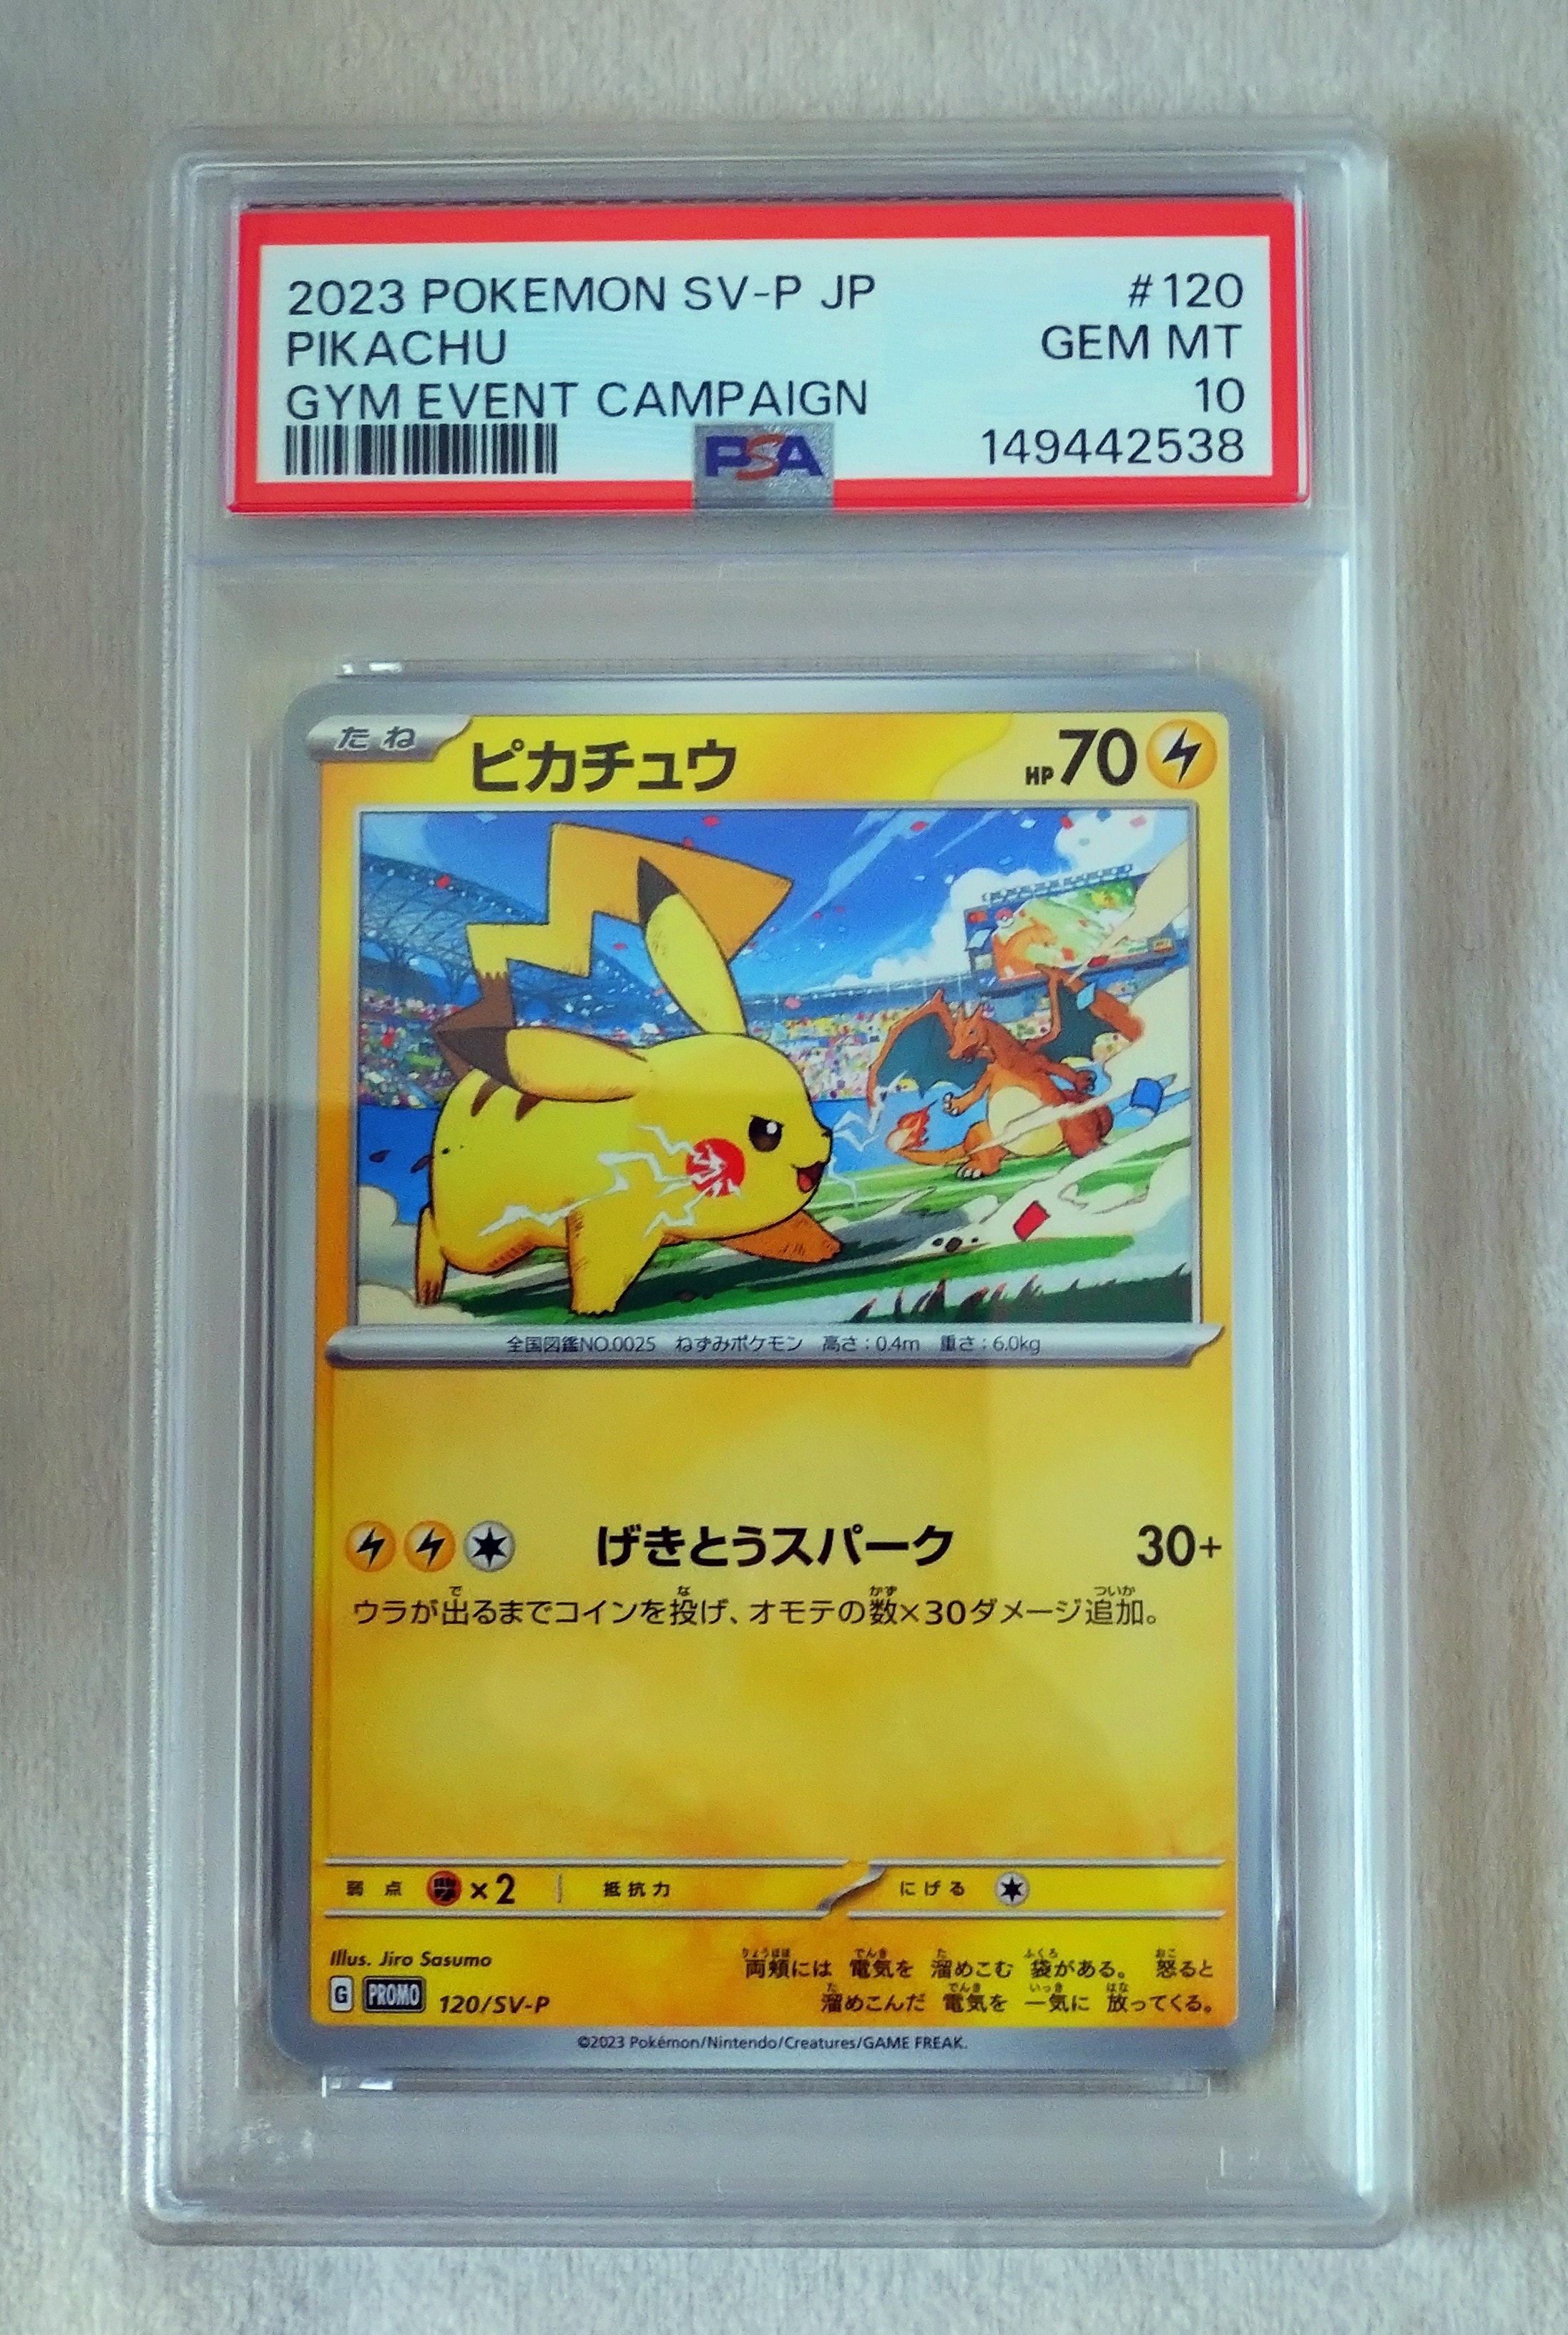 2023 POKEMON SV-P JP #120
PIKACHU GEM MT
GYM EVENT CAMPAIGN 10
PSA 149442538
たね ピカチュウ HP70
全国図鑑NO.0025 ねずみポケモン 高さ:0.4m 重さ:6.0kg
げきとうスパーク 30+
ウラが出るまでコインを投げ、オモテの数×30ダメージ追加。
弱点 ×2 抵抗力 にげる
Illus. Jiro Sasumo
両頬には 電気を 溜めこむ 袋がある。 怒ると
溜めこんだ 電気を 一気に 放ってくる。
G PROMO 120/SV-P
©2023 Pokémon/Nintendo/Creatures/GAME FREAK.